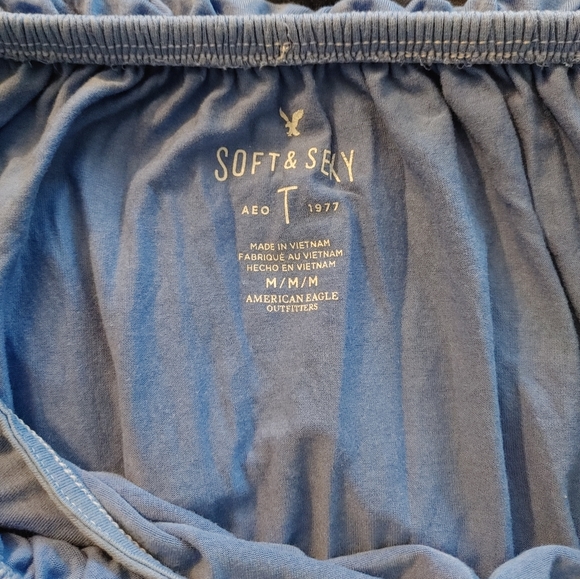 SOFT & SEXY
AEO T 1977
MADE IN VIETNAM
FABRIQUÉ AU VIETNAM
HECHO EN VIETNAM
M/M/M
AMERICAN EAGLE
OUTFITTERS